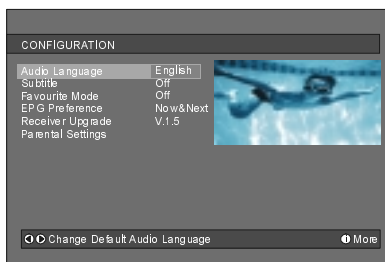 CONFIGURATION
Audio Language English
Subtitle Off
Favourite Mode Off
EPG Preference Now&Next
Receiver Upgrade V.1.5
Parental Settings
Change Default Audio Language
More